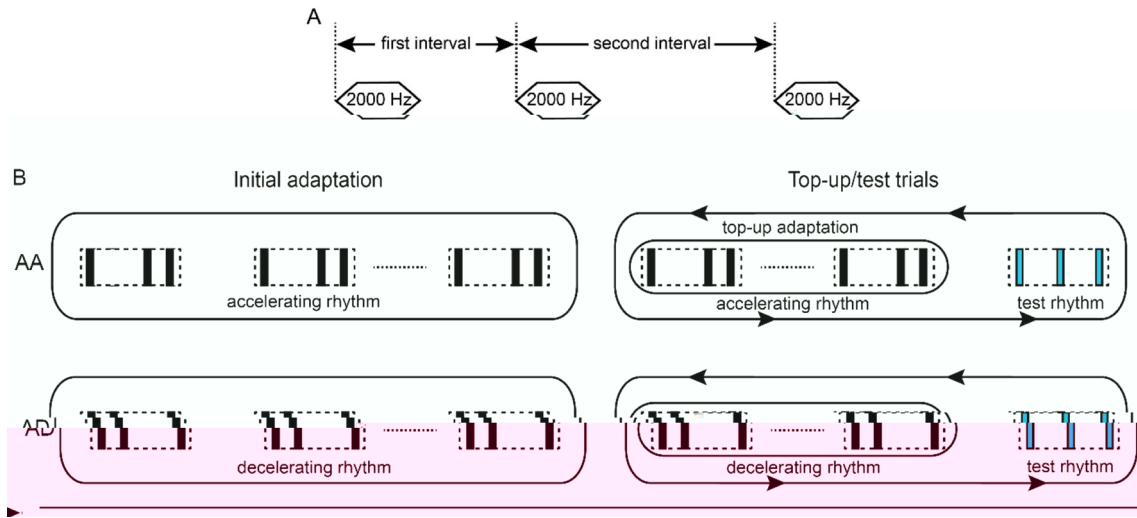 A
first interval second interval
2000 Hz 2000 Hz 2000 Hz
B Initial adaptation Top-up/test trials
top-up adaptation
AA
accelerating rhythm accelerating rhythm test rhythm
AD
decelerating rhythm decelerating rhythm test rhythm